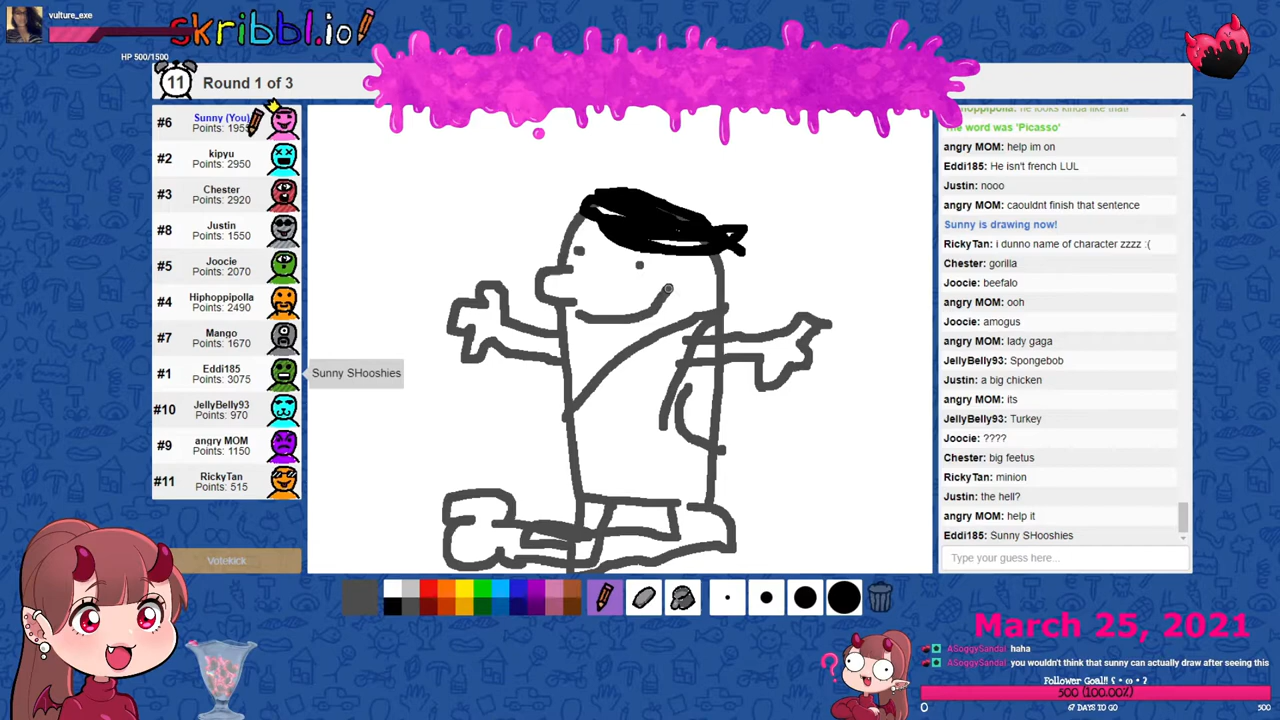 vulture_exe
HP 500/1500
skribbl.io
11
Round 1 of 3
#6
Sunny (You)
Points: 1955
#2
kipyu
Points: 2950
#3
Chester
Points: 2920
#8
Justin
Points: 1550
#5
Joocie
Points: 2070
#4
Hiphoppipolla
Points: 2490
#7
Mango
Points: 1670
#1
Eddi185
Points: 3075
Sunny SHooshies
#10
JellyBelly93
Points: 970
#9
angry MOM
Points: 1150
#11
RickyTan
Points: 515
Votekick
The word was 'Picasso'
angry MOM: help im on
Eddi185: He isn't french LUL
Justin: nooo
angry MOM: caouldnt finish that sentence
Sunny is drawing now!
RickyTan: i dunno name of character zzzz :(
Chester: gorilla
Joocie: beefalo
angry MOM: ooh
Joocie: amogus
angry MOM: lady gaga
JellyBelly93: Spongebob
Justin: a big chicken
angry MOM: its
JellyBelly93: Turkey
Joocie: ????
Chester: big feetus
RickyTan: minion
Justin: the hell?
angry MOM: help it
Eddi185: Sunny SHooshies
Type your guess here...
March 25, 2021
ASoggySandal haha
ASoggySandal you wouldn't think that sunny can actually draw after seeing this
Follower Goal!! ʕ • ω • ʔ
500 (100.00%)
0
67 DAYS TO GO
500